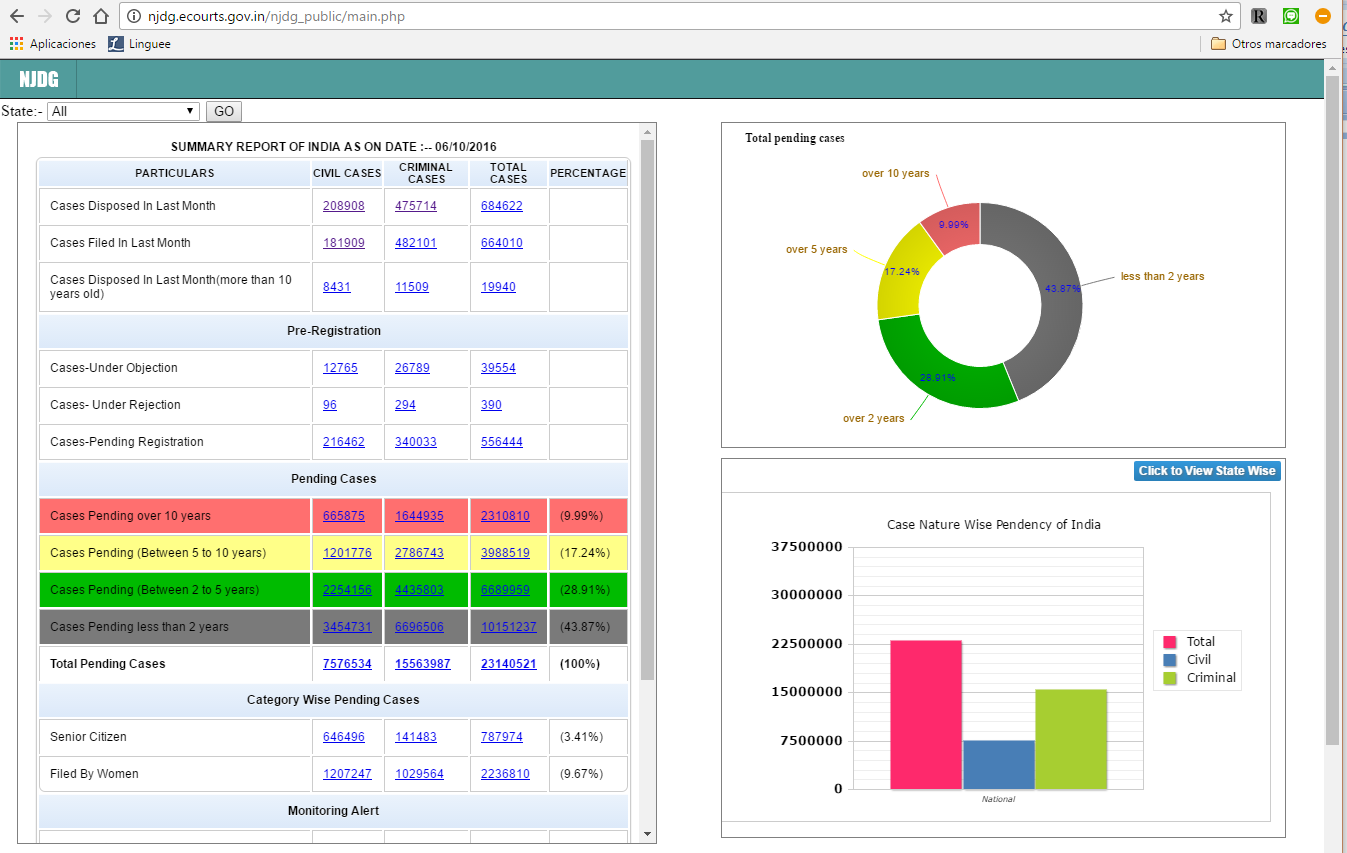 njdg.ecourts.gov.in/njdg_public/main.php
Aplicaciones Linguee Otros marcadores
NJDG
State:- All GO
SUMMARY REPORT OF INDIA AS ON DATE :-- 06/10/2016
PARTICULARS CIVIL CASES CRIMINAL CASES TOTAL CASES PERCENTAGE
Cases Disposed In Last Month 208908 475714 684622
Cases Filed In Last Month 181909 482101 664010
Cases Disposed In Last Month(more than 10
years old) 8431 11509 19940
Pre-Registration
Cases-Under Objection 12765 26789 39554
Cases- Under Rejection 96 294 390
Cases-Pending Registration 216462 340033 556444
Pending Cases
Cases Pending over 10 years 665875 1644935 2310810 (9.99%)
Cases Pending (Between 5 to 10 years) 1201776 2786743 3988519 (17.24%)
Cases Pending (Between 2 to 5 years) 2254156 4435803 6689959 (28.91%)
Cases Pending less than 2 years 3454731 6696506 10151237 (43.87%)
Total Pending Cases 7576534 15563987 23140521 (100%)
Category Wise Pending Cases
Senior Citizen 646496 141483 787974 (3.41%)
Filed By Women 1207247 1029564 2236810 (9.67%)
Monitoring Alert
Total pending cases
over 10 years
9.99%
over 5 years
17.24%
less than 2 years
43.87%
28.91%
over 2 years
Click to View State Wise
Case Nature Wise Pendency of India
37500000
30000000
22500000
15000000
7500000
0
National
Total
Civil
Criminal